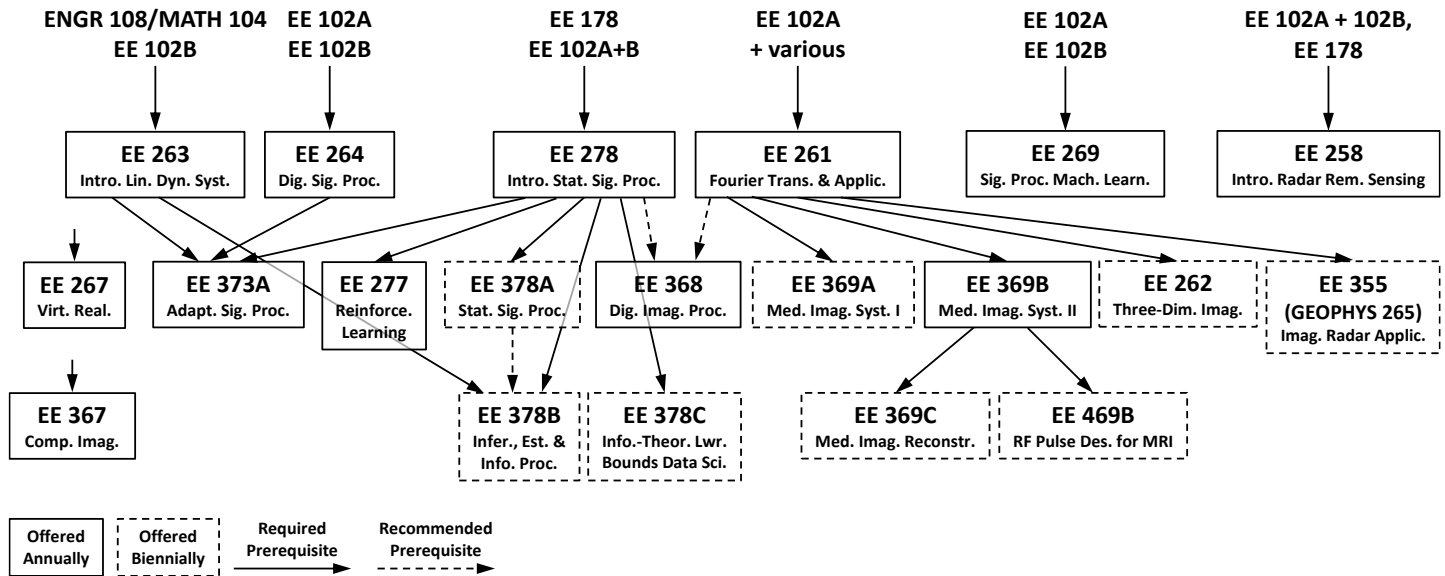 ENGR 108/MATH 104
EE 102B
EE 102A
EE 102B
EE 178
EE 102A+B
EE 102A
+ various
EE 102A
EE 102B
EE 102A + 102B,
EE 178
EE 263
Intro. Lin. Dyn. Syst.
EE 264
Dig. Sig. Proc.
EE 278
Intro. Stat. Sig. Proc.
EE 261
Fourier Trans. & Applic.
EE 269
Sig. Proc. Mach. Learn.
EE 258
Intro. Radar Rem. Sensing
EE 267
Virt. Real.
EE 373A
Adapt. Sig. Proc.
EE 277
Reinforce.
Learning
EE 378A
Stat. Sig. Proc.
EE 368
Dig. Imag. Proc.
EE 369A
Med. Imag. Syst. I
EE 369B
Med. Imag. Syst. II
EE 262
Three-Dim. Imag.
EE 355
(GEOPHYS 265)
Imag. Radar Applic.
EE 367
Comp. Imag.
EE 378B
Infer., Est. &
Info. Proc.
EE 378C
Info.-Theor. Lwr.
Bounds Data Sci.
EE 369C
Med. Imag. Reconstr.
EE 469B
RF Pulse Des. for MRI
Offered
Annually
Offered
Biennially
Required
Prerequisite
Recommended
Prerequisite